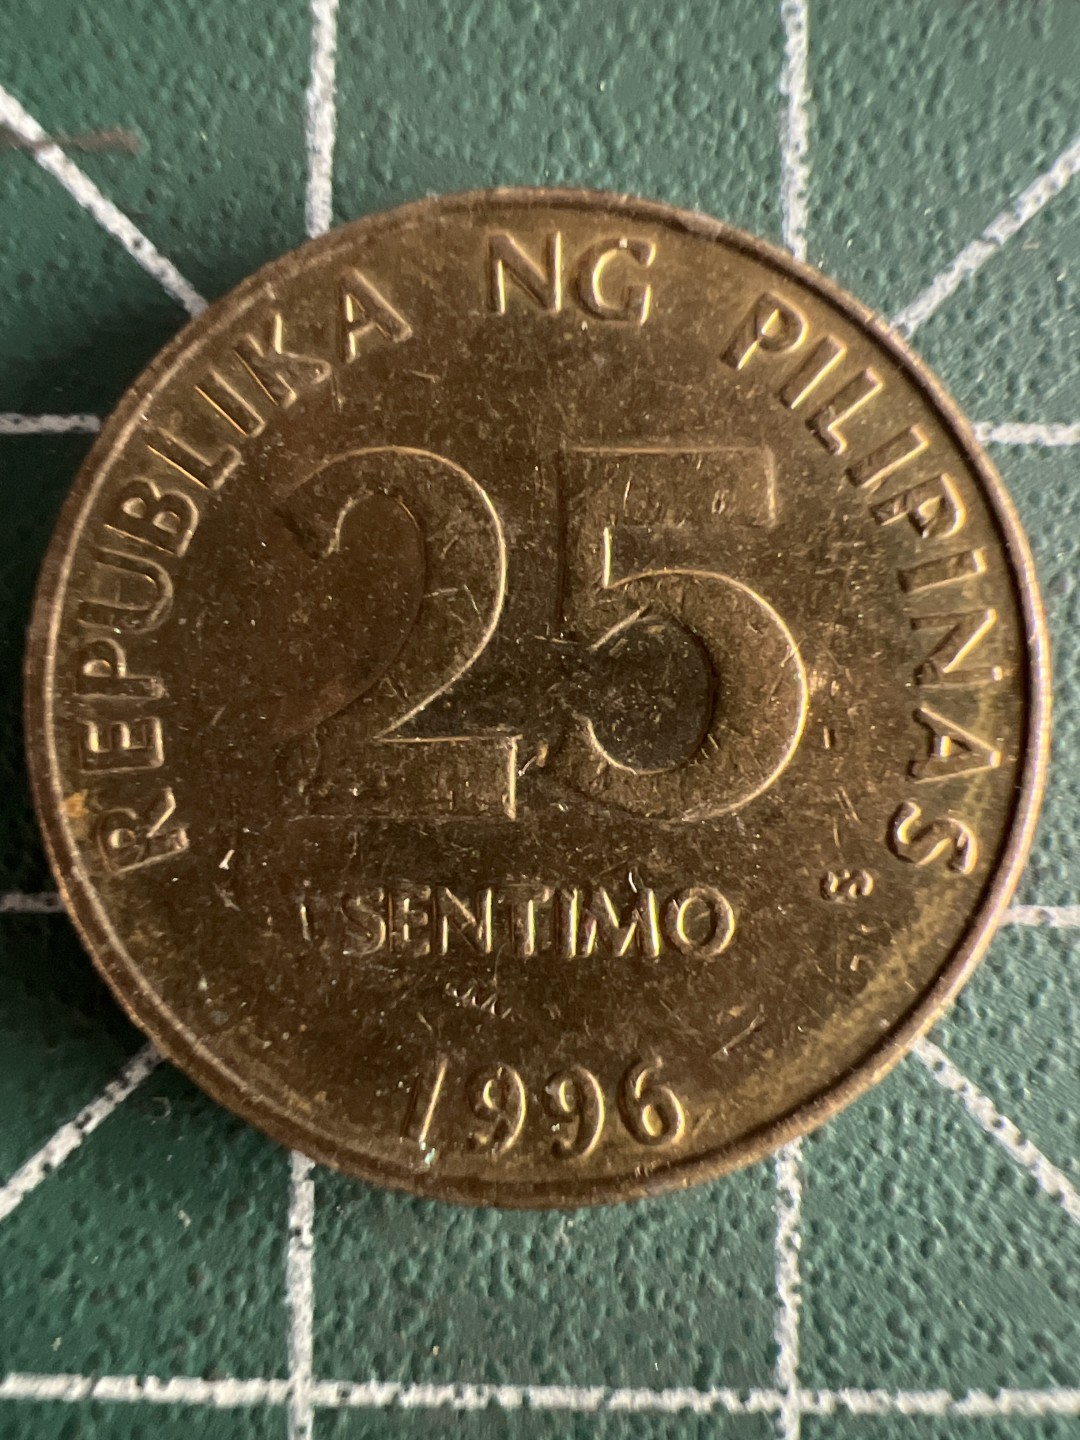 REPUBLIKA NG PILIPINAS
25
SENTIMO
1996